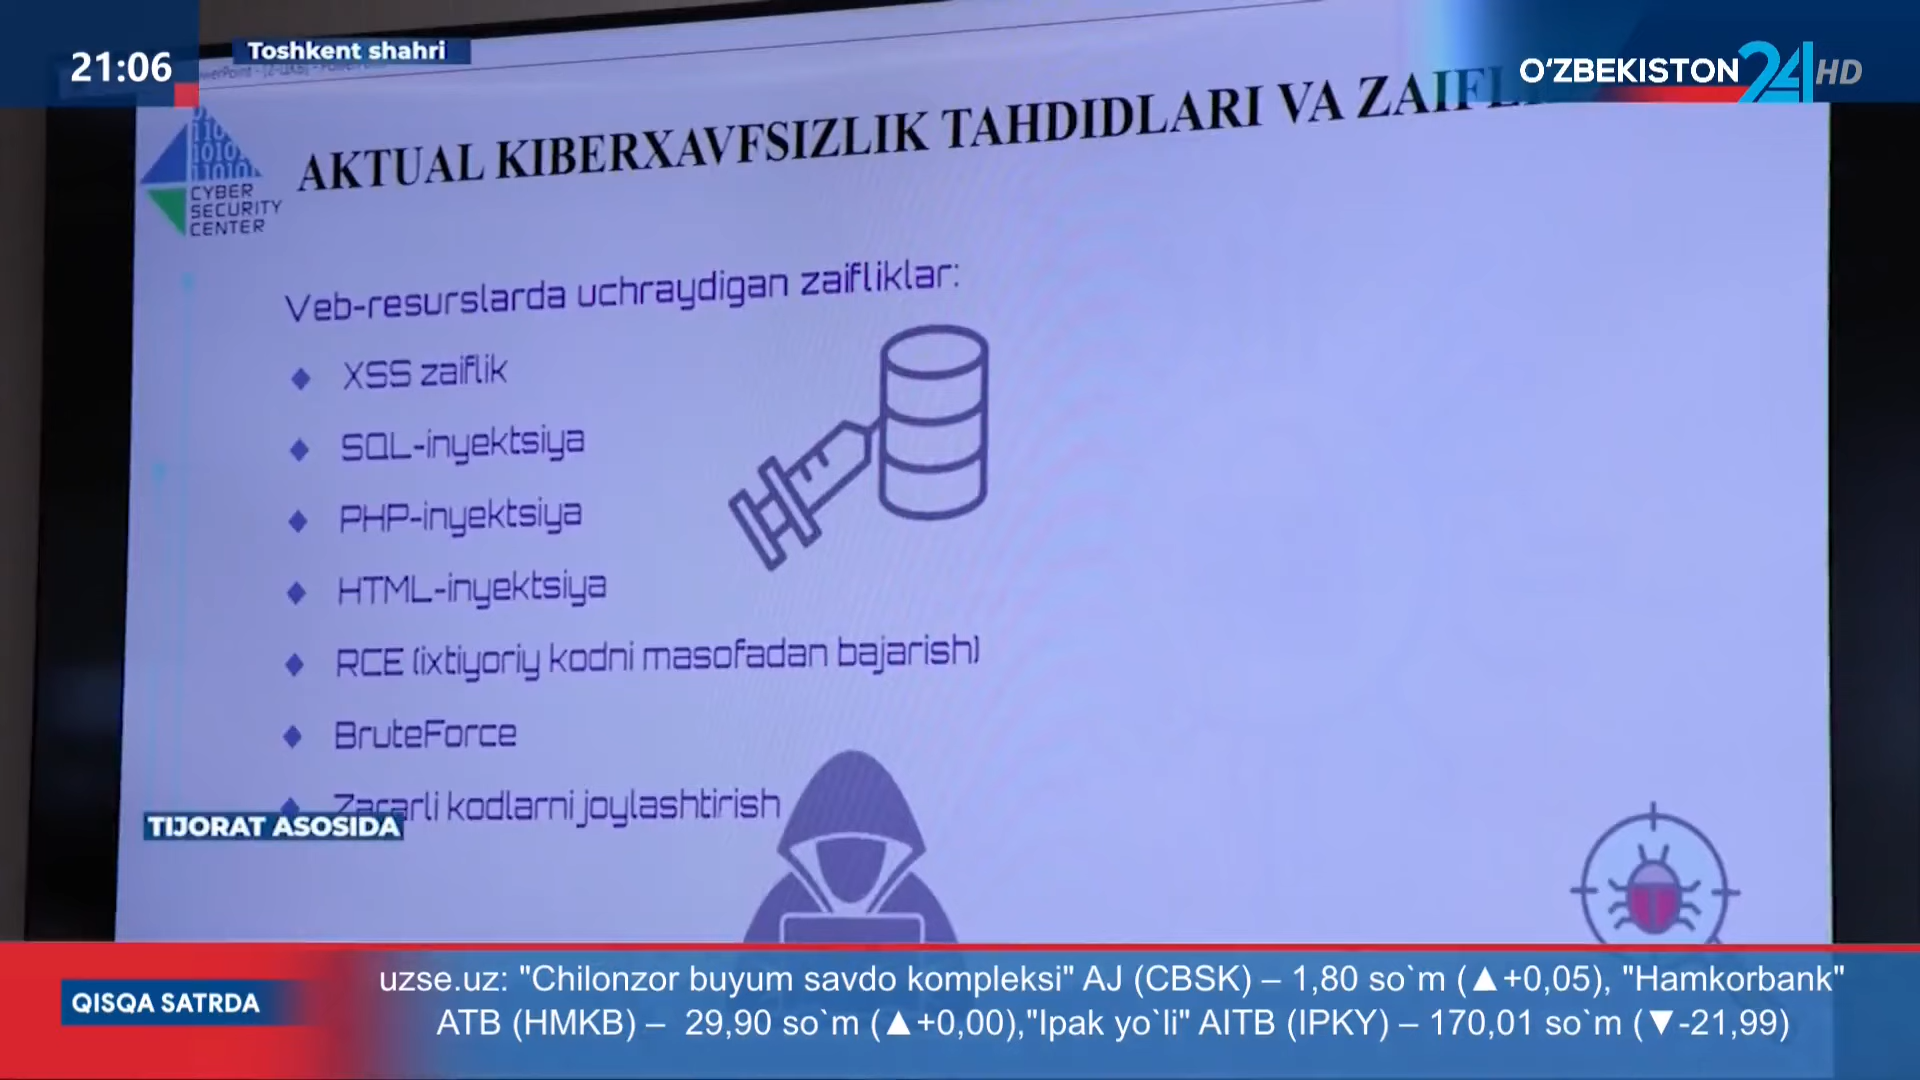 21:06
Toshkent shahri
O‘ZBEKISTON 24 HD
AKTUAL KIBERXAVFSIZLIK TAHDIDLARI VA
CYBER
SECURITY
CENTER
Veb-resurslarda uchraydigan zaifliklar:
XSS zaiflik
SQL-inyektsiya
PHP-inyektsiya
HTML-inyektsiya
RCE (ixtiyoriy kodni masofadan bajarish)
BruteForce
Zararli kodlarni joylashtirish
TIJORAT ASOSIDA
QISQA SATRDA
uzse.uz: "Chilonzor buyum savdo kompleksi" AJ (CBSK) – 1,80 so`m (▲+0,05), "Hamkorbank"
ATB (HMKB) – 29,90 so`m (▲+0,00),"Ipak yo`li" AITB (IPKY) – 170,01 so`m (▼-21,99)